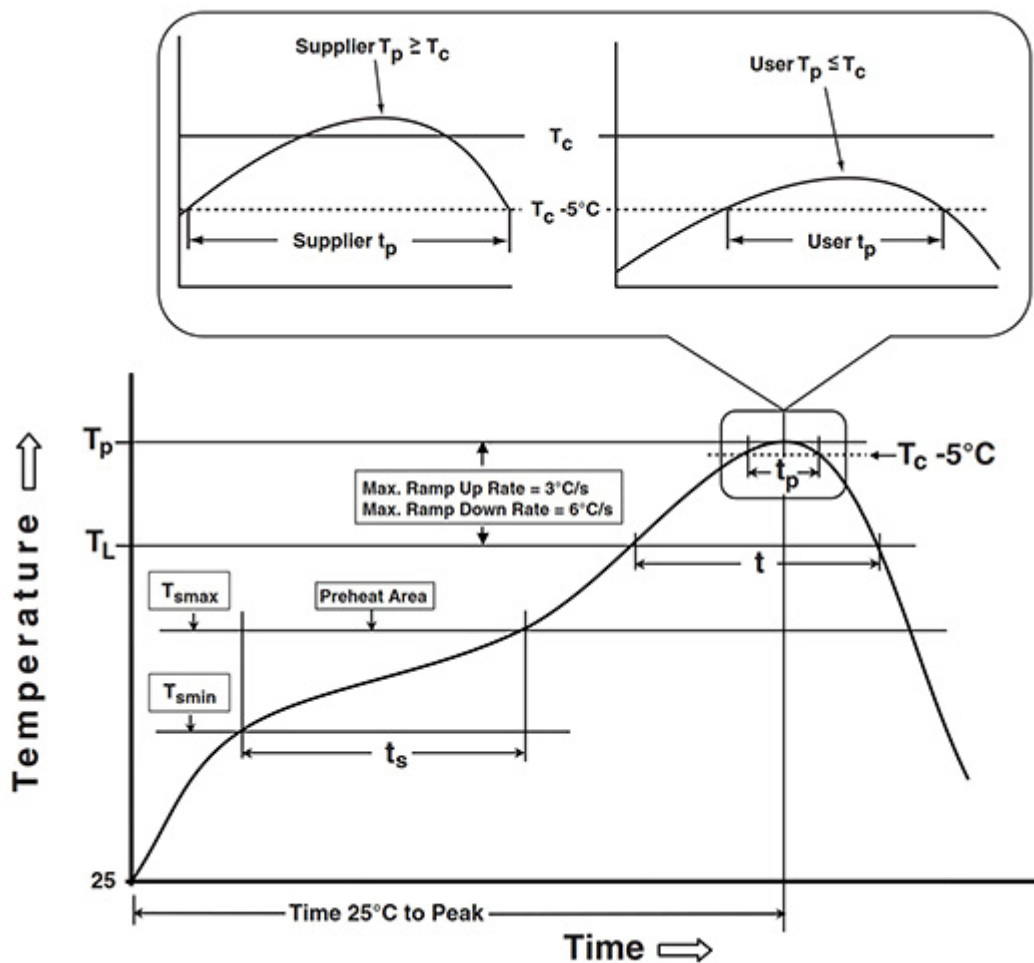 Supplier Tp ≥ Tc
User Tp ≤ Tc
Tc
Tc -5°C
Supplier tp
User tp
Tp
Tc -5°C
tp
Max. Ramp Up Rate = 3°C/s
Max. Ramp Down Rate = 6°C/s
TL
t
Tsmax
Preheat Area
Tsmin
ts
Temperature
25
Time 25°C to Peak
Time